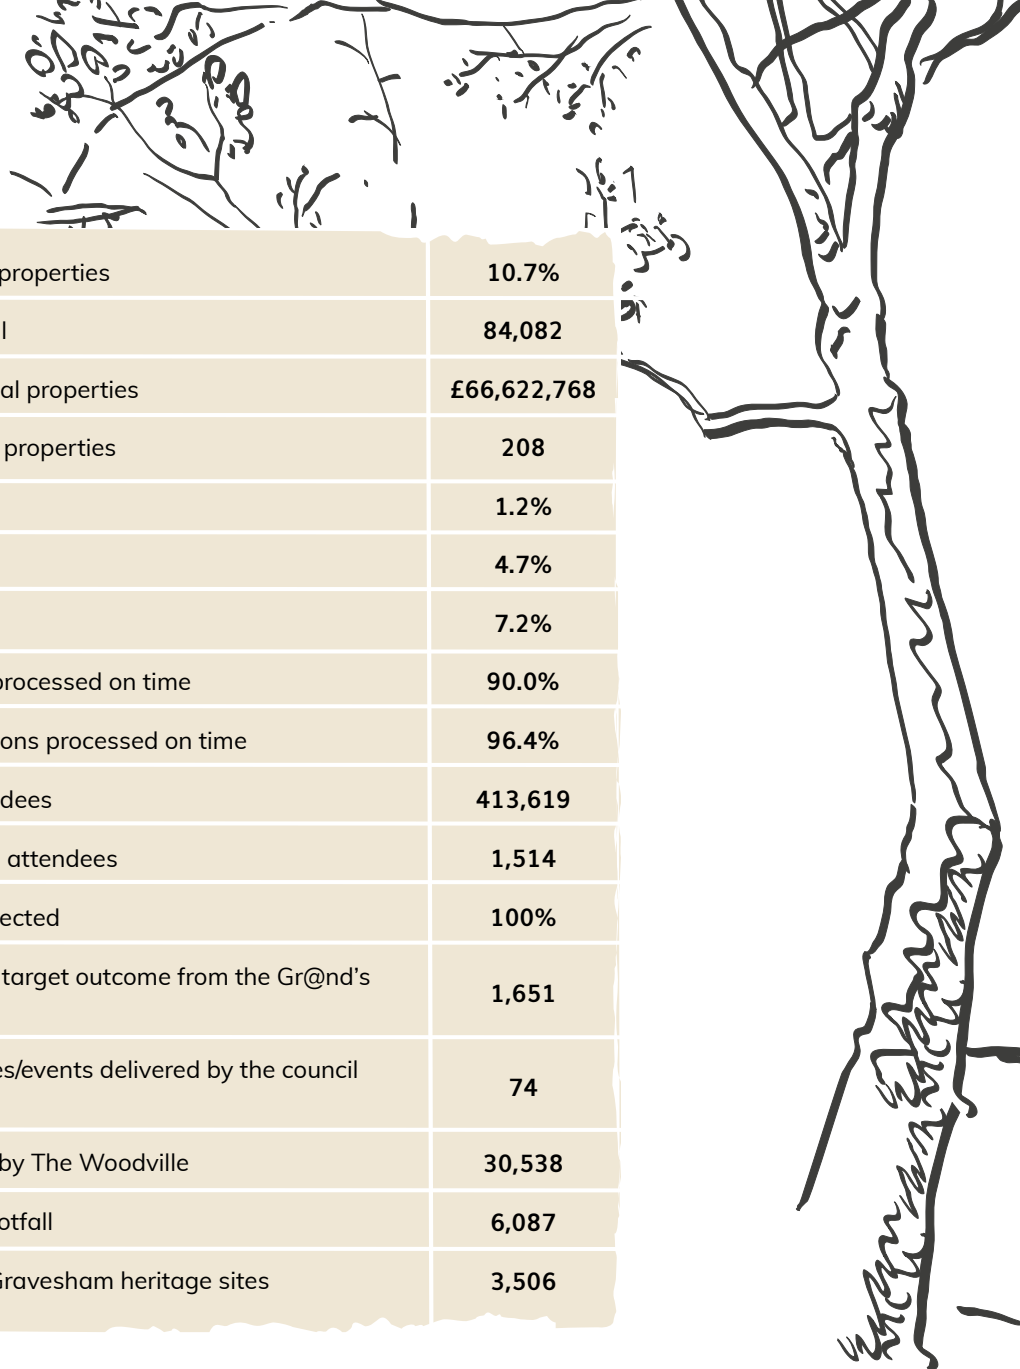 properties 10.7%
l 84,082
al properties £66,622,768
properties 208
1.2%
4.7%
7.2%
processed on time 90.0%
ons processed on time 96.4%
dees 413,619
attendees 1,514
ected 100%
target outcome from the Gr@nd’s
1,651
es/events delivered by the council
74
by The Woodville 30,538
otfall 6,087
Gravesham heritage sites 3,506